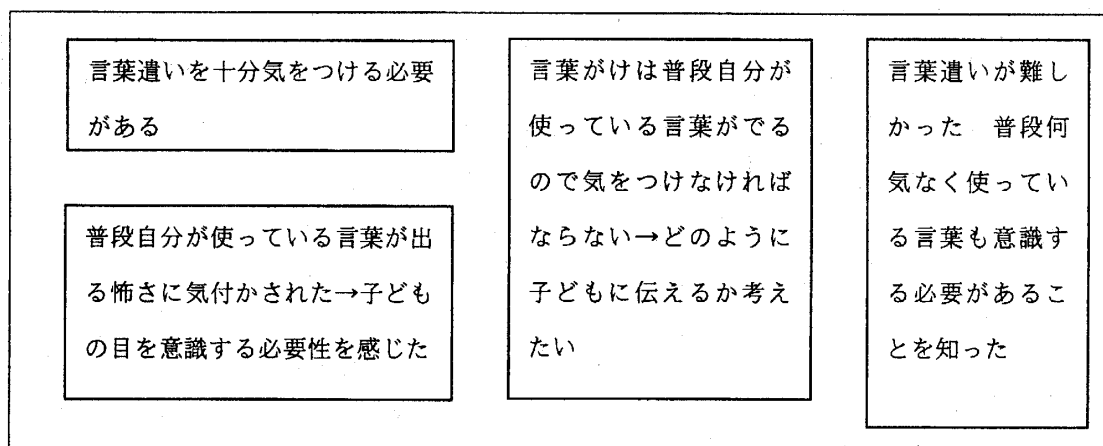 言葉遣いを十分気をつける必要
がある
普段自分が使っている言葉が出
る怖さに気付かされた→子ども
の目を意識する必要性を感じた
言葉がけは普段自分が
使っている言葉がでる
ので気をつけなければ
ならない→どのように
子どもに伝えるか考え
たい
言葉遣いが難し
かった　普段何
気なく使ってい
る言葉も意識す
る必要があるこ
とを知った